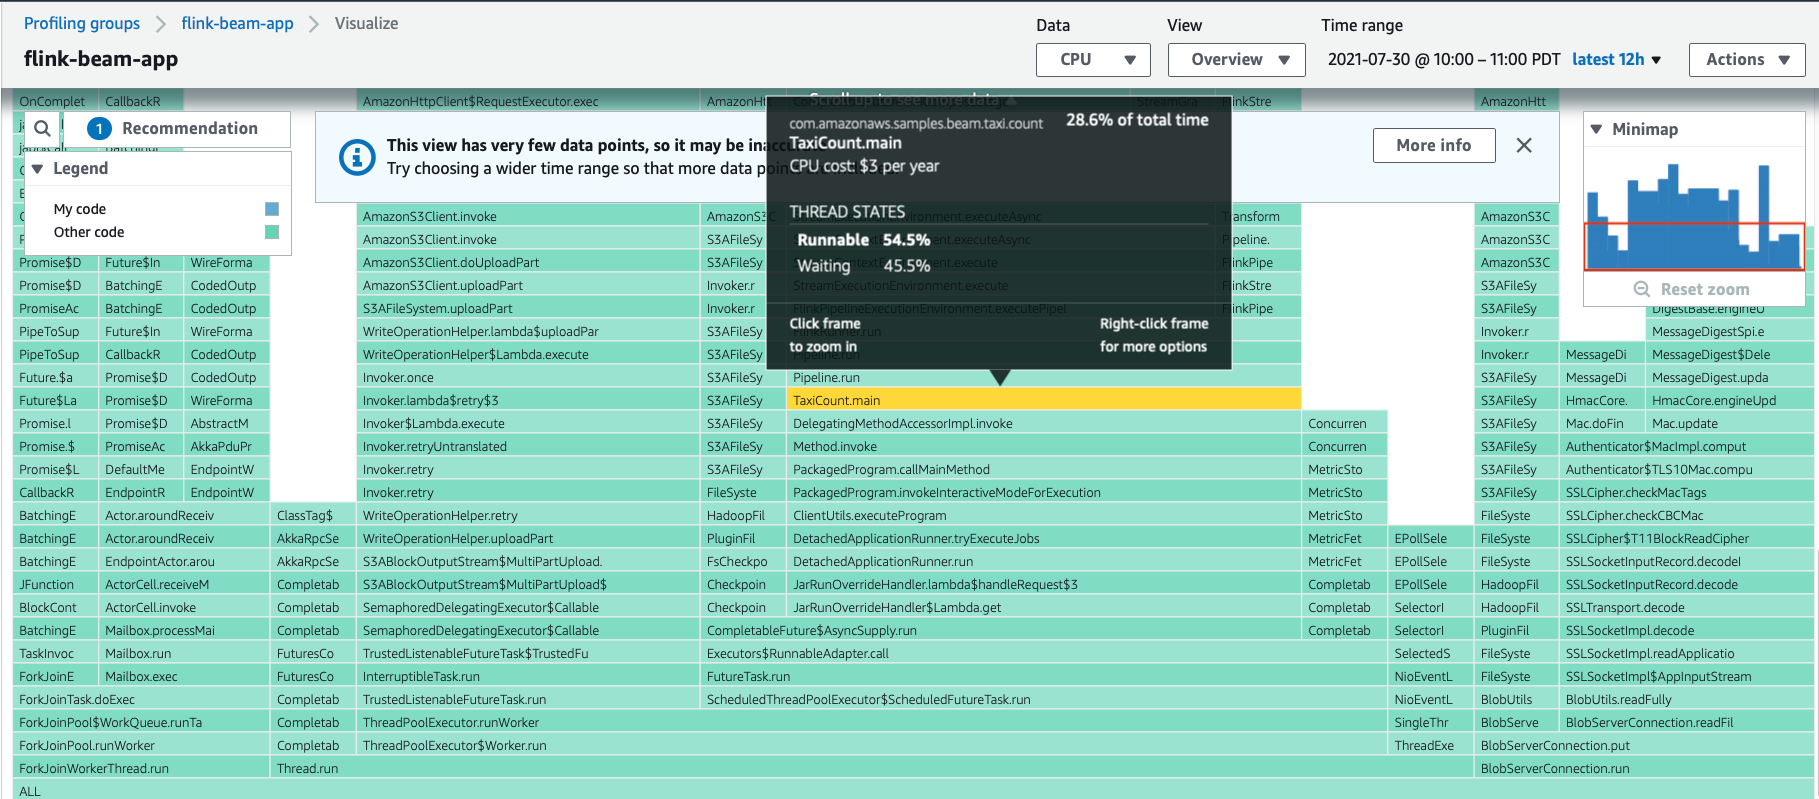 Profiling groups > flink-beam-app > Visualize
flink-beam-app
Data
CPU
View
Overview
Time range
2021-07-30 @ 10:00 – 11:00 PDT latest 12h
Actions
OnComplet CallbackR AmazonHttpClient$RequestExecutor.exec AmazonHtt StreamGra FlinkStre AmazonHtt
1 Recommendation
Legend
My code
Other code
This view has very few data points, so it may be
Try choosing a wider time range so that more data
More info
Scroll up to see more data
com.amazonaws.samples.beam.taxi.count 28.6% of total time
TaxiCount.main
CPU cost: $3 per year
THREAD STATES
Runnable 54.5%
Waiting 45.5%
Click frame
to zoom in
Right-click frame
for more options
Minimap
Reset zoom
AmazonS3Client.invoke AmazonS3C Transform AmazonS3C
AmazonS3Client.invoke S3AFileSy Pipeline. AmazonS3C
Promise$D Future$In WireForma AmazonS3Client.doUploadPart S3AFileSy FlinkPipe AmazonS3C
Promise$D BatchingE CodedOutp AmazonS3Client.uploadPart Invoker.r StreamExecutionEnvironment.execute FlinkStre S3AFileSy
PromiseAc BatchingE CodedOutp S3AFileSystem.uploadPart Invoker.r FlinkPipelineExecutionEnvironment.executePipel FlinkPipe S3AFileSy DigestBase.engineU
PipeToSup Future$In WireForma WriteOperationHelper.lambda$uploadPar S3AFileSy FlinkRunner.run Invoker.r MessageDigestSpi.e
PipeToSup CallbackR CodedOutp WriteOperationHelper$Lambda.execute S3AFileSy Pipeline.run Invoker.r MessageDi MessageDigest$Dele
Future.$a Promise$D CodedOutp Invoker.once S3AFileSy Pipeline.run S3AFileSy MessageDi MessageDigest.upda
Future$La Promise$D WireForma Invoker.lambda$retry$3 S3AFileSy TaxiCount.main S3AFileSy HmacCore. HmacCore.engineUpd
Promise.l Promise$D AbstractM Invoker$Lambda.execute S3AFileSy DelegatingMethodAccessorImpl.invoke Concurren S3AFileSy Mac.doFin Mac.update
Promise.$ PromiseAc AkkaPduPr Invoker.retryUntranslated S3AFileSy Method.invoke Concurren S3AFileSy Authenticator$MacImpl.comput
Promise$L DefaultMe EndpointW Invoker.retry S3AFileSy PackagedProgram.callMainMethod MetricSto S3AFileSy Authenticator$TLS10Mac.compu
CallbackR EndpointR EndpointW Invoker.retry FileSyste PackagedProgram.invokeInteractiveModeForExecution MetricSto S3AFileSy SSLCipher.checkMacTags
BatchingE Actor.aroundReceiv ClassTag$ WriteOperationHelper.retry HadoopFil ClientUtils.executeProgram MetricSto FileSyste SSLCipher.checkCBCMac
BatchingE Actor.aroundReceiv AkkaRpcSe WriteOperationHelper.uploadPart PluginFil DetachedApplicationRunner.tryExecuteJobs MetricFet EPollSele FileSyste SSLCipher$T11BlockReadCipher
BatchingE EndpointActor.arou AkkaRpcSe S3ABlockOutputStream$MultiPartUpload. FsCheckpo DetachedApplicationRunner.run MetricFet EPollSele FileSyste SSLSocketInputRecord.decodeI
JFunction ActorCell.receiveM Completab S3ABlockOutputStream$MultiPartUpload$ Checkpoin JarRunOverrideHandler.lambda$handleRequest$3 Completab EPollSele HadoopFil SSLSocketInputRecord.decode
BlockCont ActorCell.invoke Completab SemaphoredDelegatingExecutor$Callable Checkpoin JarRunOverrideHandler$Lambda.get Completab SelectorI HadoopFil SSLTransport.decode
BatchingE Mailbox.processMai Completab SemaphoredDelegatingExecutor$Callable CompletableFuture$AsyncSupply.run Completab SelectorI PluginFil SSLSocketImpl.decode
TaskInvoc Mailbox.run FuturesCo TrustedListenableFutureTask$TrustedFu Executors$RunnableAdapter.call SelectedS FileSyste SSLSocketImpl.readApplicatio
ForkJoinE Mailbox.exec FuturesCo InterruptibleTask.run FutureTask.run NioEventL FileSyste SSLSocketImpl$AppInputStream
ForkJoinTask.doExec Completab TrustedListenableFutureTask.run ScheduledThreadPoolExecutor$ScheduledFutureTask.run NioEventL BlobUtils BlobUtils.readFully
ForkJoinPool$WorkQueue.runTa Completab ThreadPoolExecutor.runWorker SingleThr BlobServe BlobServerConnection.readFil
ForkJoinPool.runWorker Completab ThreadPoolExecutor$Worker.run ThreadExe BlobServerConnection.put
ForkJoinWorkerThread.run Thread.run BlobServerConnection.run
ALL